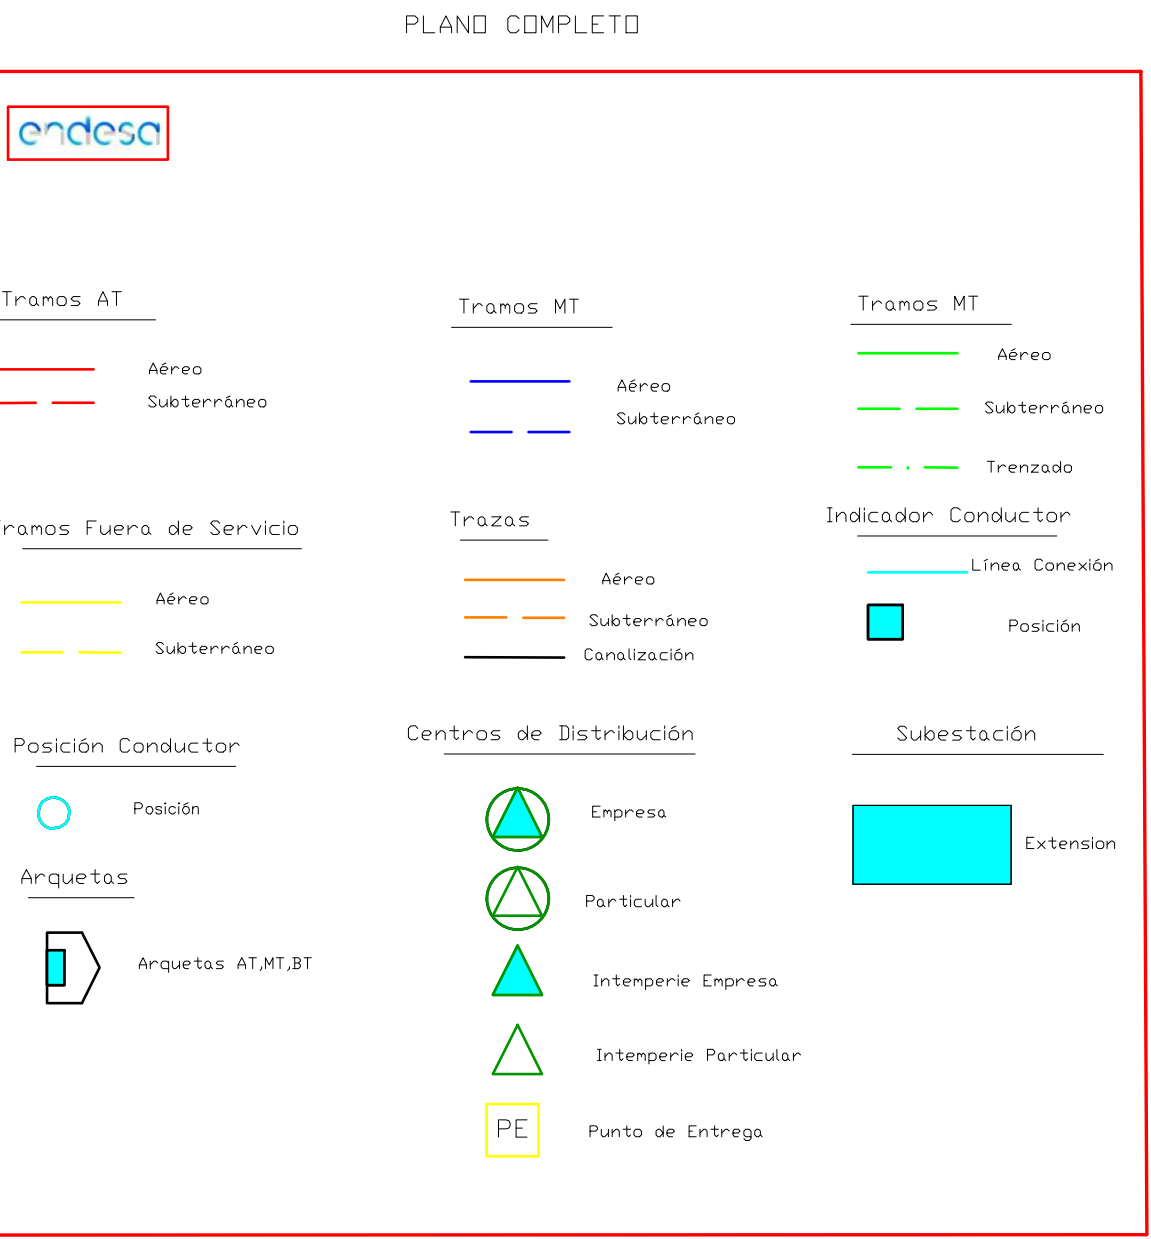 PLANO COMPLETO
endesa
Tramos AT
Aéreo
Subterráneo
Tramos MT
Aéreo
Subterráneo
Tramos MT
Aéreo
Subterráneo
Trenzado
Tramos Fuera de Servicio
Aéreo
Subterráneo
Trazas
Aéreo
Subterráneo
Canalización
Indicador Conductor
Línea Conexión
Posición
Posición Conductor
Posición
Arquetas
Arquetas AT,MT,BT
Centros de Distribución
Empresa
Particular
Intemperie Empresa
Intemperie Particular
PE
Punto de Entrega
Subestación
Extension